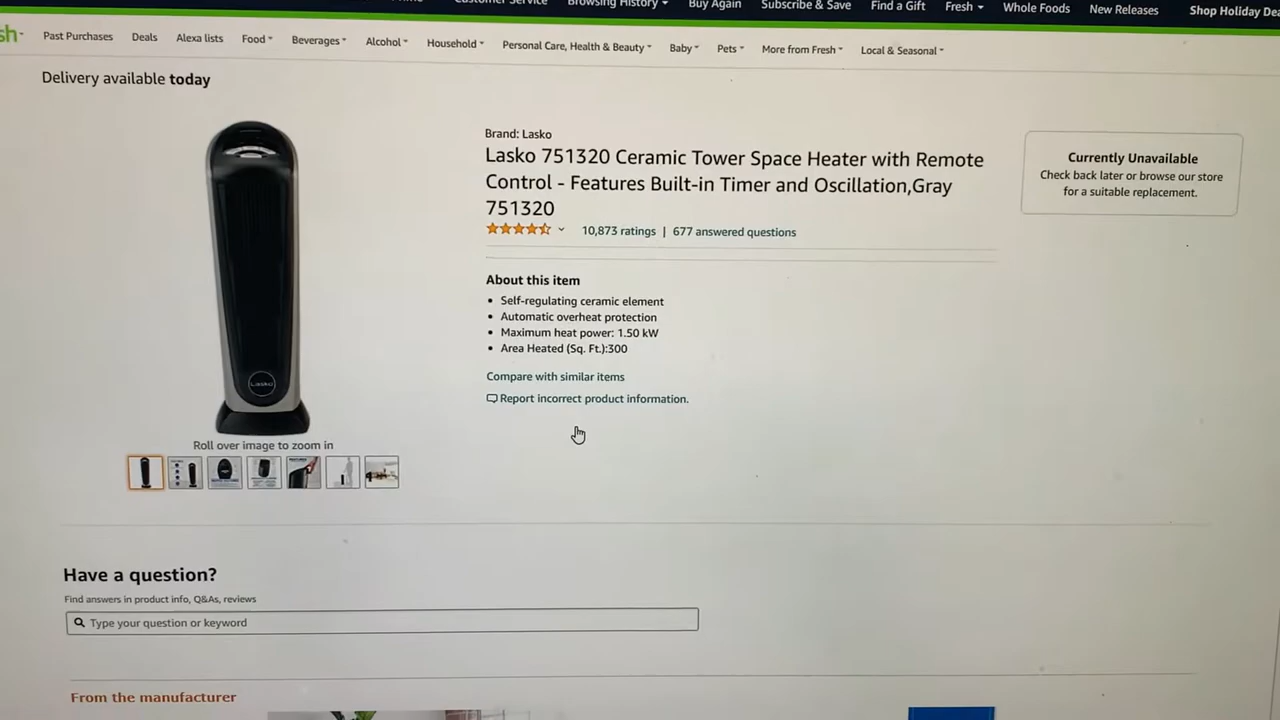 Customer Service
Browsing History
Buy Again
Subscribe & Save
Find a Gift
Fresh
Whole Foods
New Releases
Shop Holiday
Past Purchases
Deals
Alexa lists
Food
Beverages
Alcohol
Household
Personal Care, Health & Beauty
Baby
Pets
More from Fresh
Local & Seasonal
Delivery available today
Brand: Lasko
Lasko 751320 Ceramic Tower Space Heater with Remote
Control - Features Built-in Timer and Oscillation,Gray
751320
10,873 ratings | 677 answered questions
Currently Unavailable
Check back later or browse our store
for a suitable replacement.
About this item
• Self-regulating ceramic element
• Automatic overheat protection
• Maximum heat power: 1.50 kW
• Area Heated (Sq. Ft.):300
Compare with similar items
Report incorrect product information.
Lasko
Roll over image to zoom in
Have a question?
Find answers in product info, Q&As, reviews
Type your question or keyword
From the manufacturer